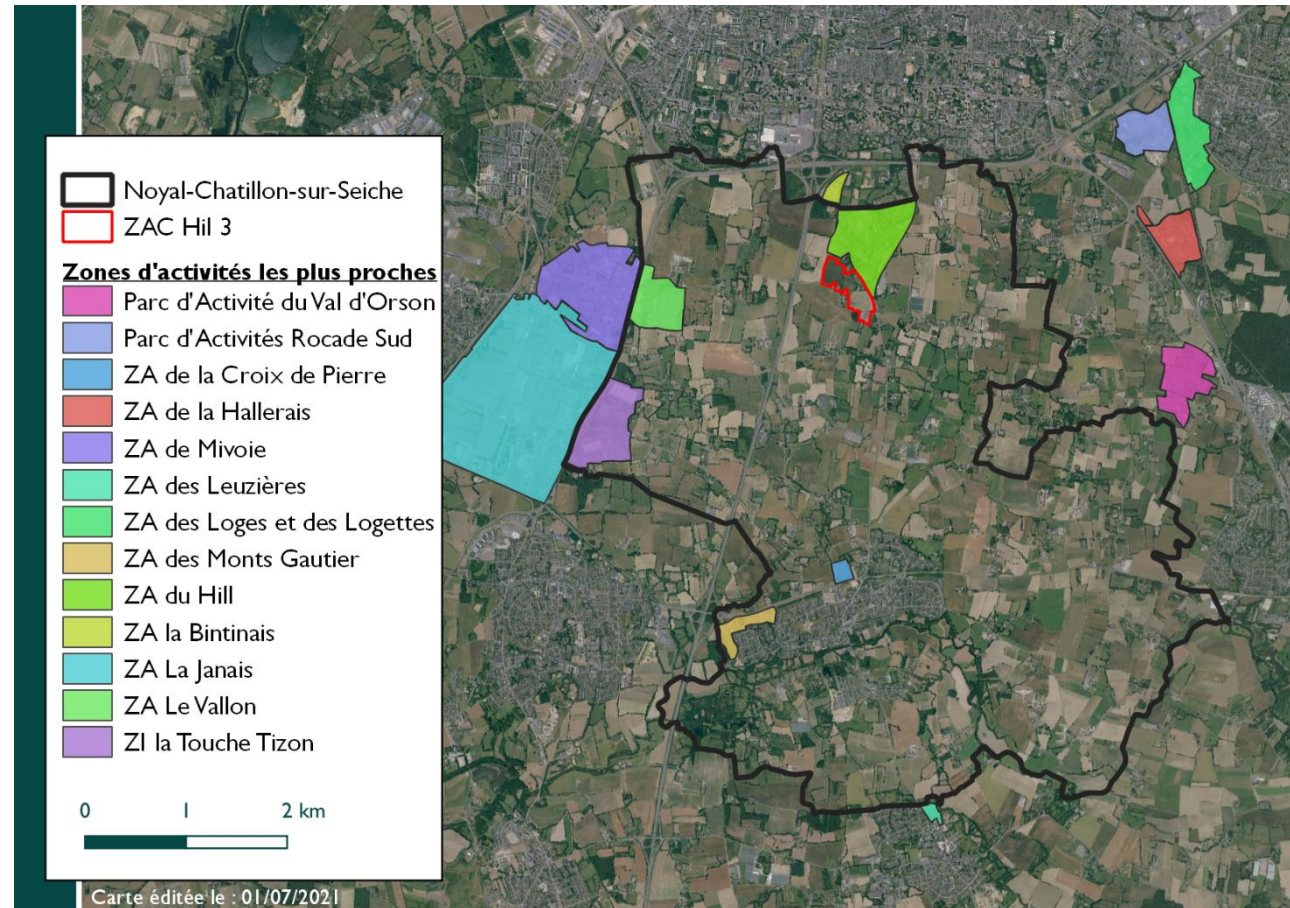 Noyal-Chatillon-sur-Seiche
ZAC Hil 3
Zones d'activités les plus proches
Parc d'Activité du Val d'Orson
Parc d'Activités Rocade Sud
ZA de la Croix de Pierre
ZA de la Hallerais
ZA de Mivoie
ZA des Leuzières
ZA des Loges et des Logettes
ZA des Monts Gautier
ZA du Hill
ZA la Bintinais
ZA La Janais
ZA Le Vallon
ZI la Touche Tizon
0 1 2 km
Carte éditée le : 01/07/2021